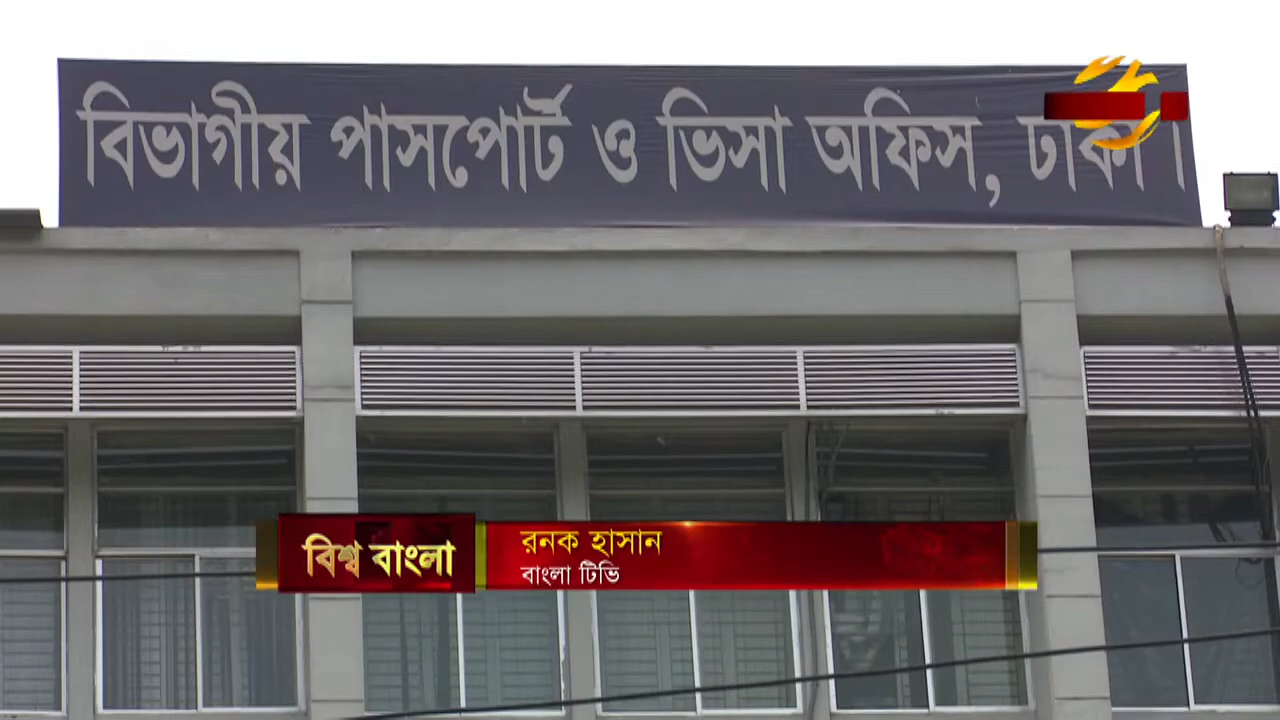 বিভাগীয় পাসপোর্ট ও ভিসা অফিস, ঢাকা।
বিশ্ব বাংলা
রনক হাসান
বাংলা টিভি